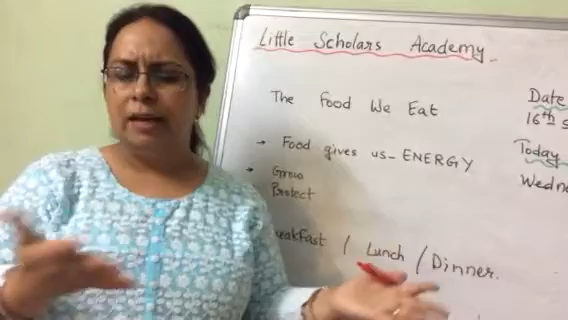 Little Scholars Academy
The Food We Eat
→ Food gives us - ENERGY
Grow
Protect
/ Lunch / Dinner.
Date
16th
Today